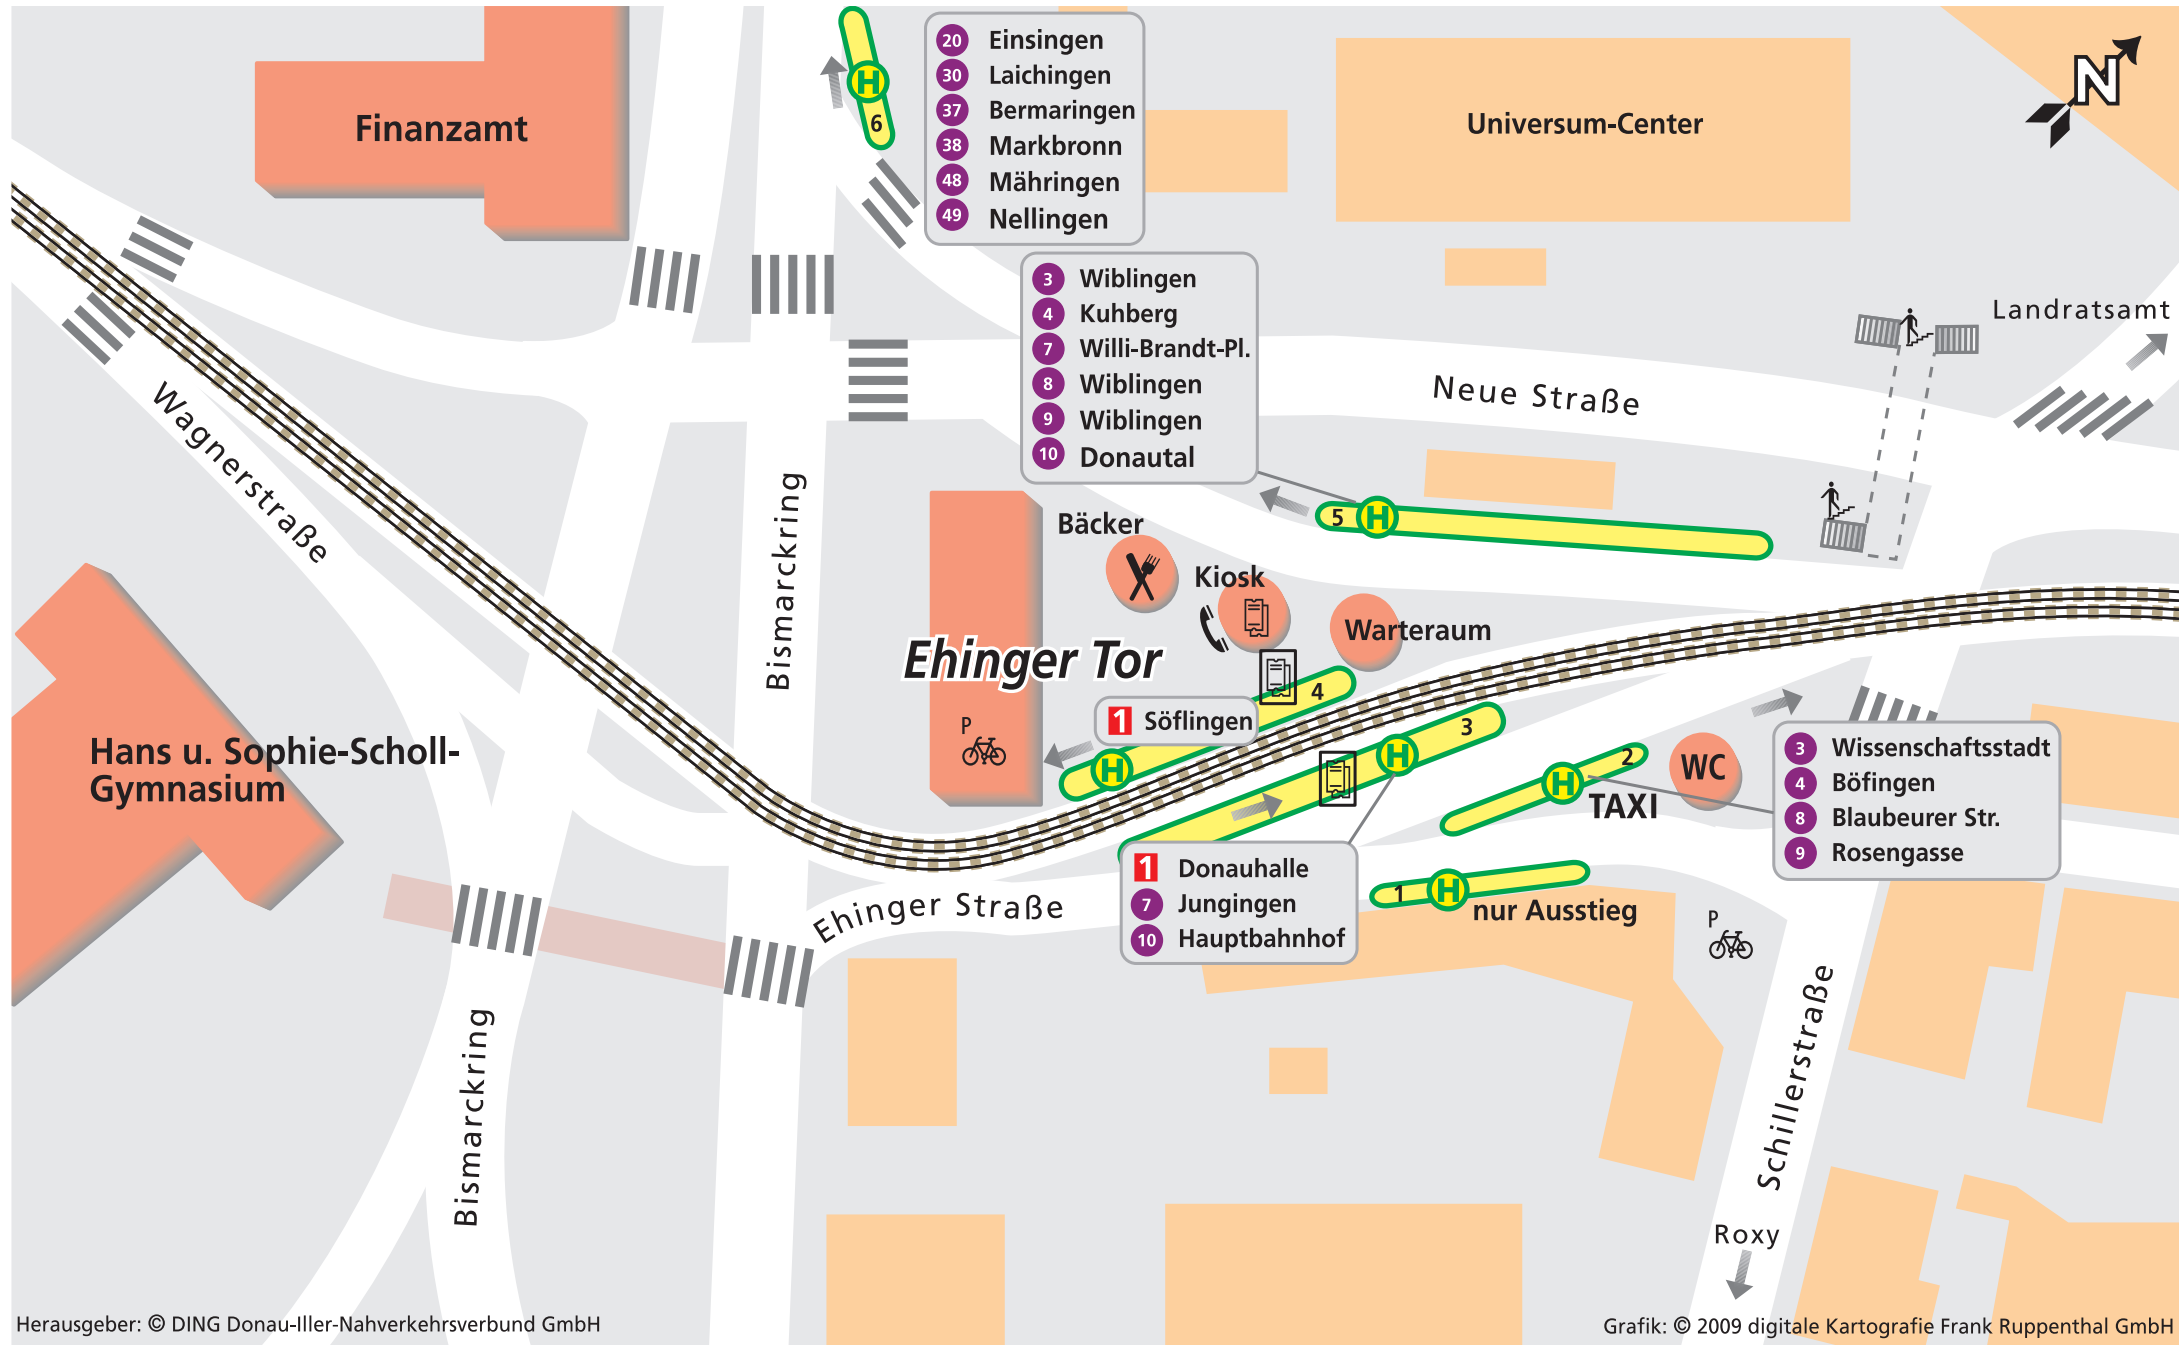 20 Einsingen
30 Laichingen
37 Bermaringen
38 Markbronn
48 Mähringen
49 Nellingen
H
6
Finanzamt
Universum-Center
N
3 Wiblingen
4 Kuhberg
7 Willi-Brandt-Pl.
8 Wiblingen
9 Wiblingen
10 Donautal
Landratsamt
Neue Straße
Wagnerstraße
Bismarckring
5 H
Bäcker
Kiosk
Warteraum
Ehinger Tor
4
1 Söflingen
H
P
3
H
2
H
TAXI
WC
3 Wissenschaftsstadt
4 Böfingen
8 Blaubeurer Str.
9 Rosengasse
Hans u. Sophie-Scholl-
Gymnasium
1 Donauhalle
7 Jungingen
10 Hauptbahnhof
1 H
nur Ausstieg
P
Ehinger Straße
Bismarckring
Schillerstraße
Roxy
Herausgeber: © DING Donau-Iller-Nahverkehrsverbund GmbH
Grafik: © 2009 digitale Kartografie Frank Ruppenthal GmbH